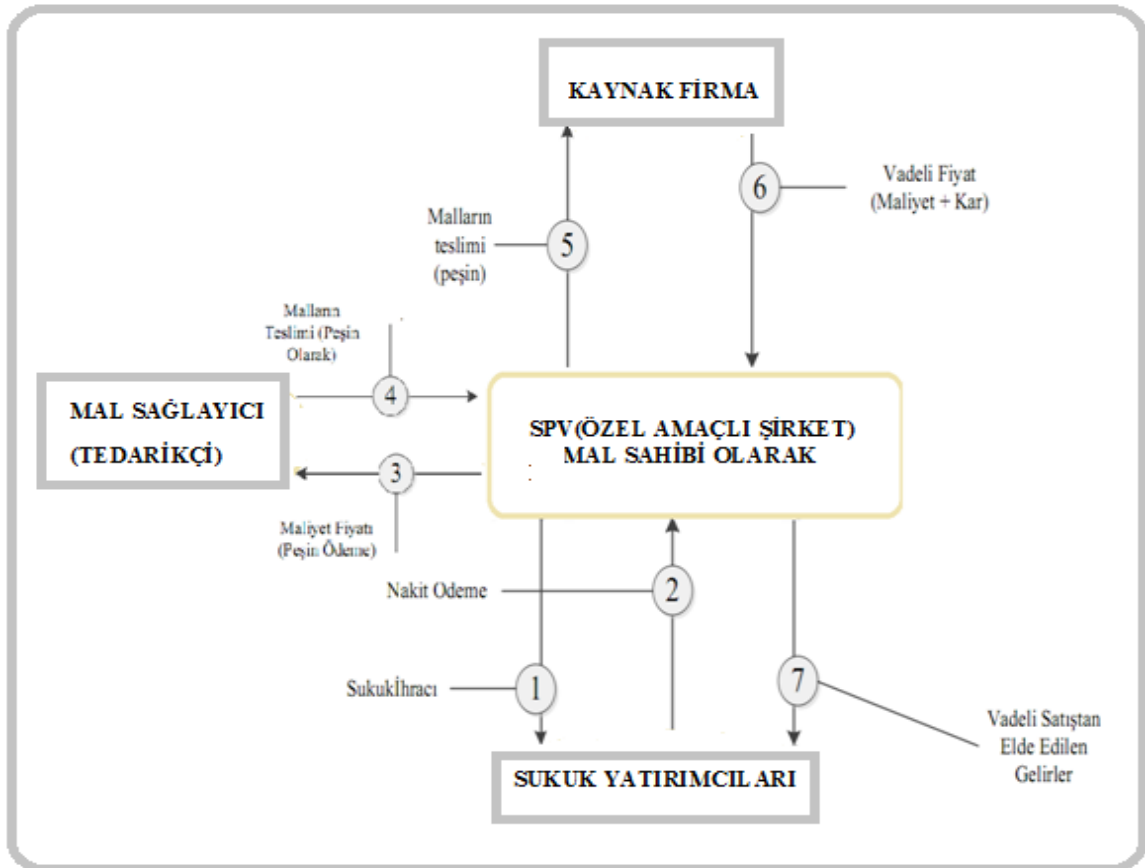 KAYNAK FİRMA
6
Vadeli Fiyat
(Maliyet + Kar)
Malların
teslimi
(peşin)
5
Malların
Teslimi (Peşin
Olarak)
4
MAL SAĞLAYICI
(TEDARİKÇİ)
SPV(ÖZEL AMAÇLI ŞİRKET)
MAL SAHİBİ OLARAK
3
Maliyet Fiyatı
(Peşin Ödeme)
Nakit Odeme
2
Sukukİhracı
1
7
Vadeli Satıştan
Elde Edilen
Gelirler
SUKUK YATIRIMCILARI